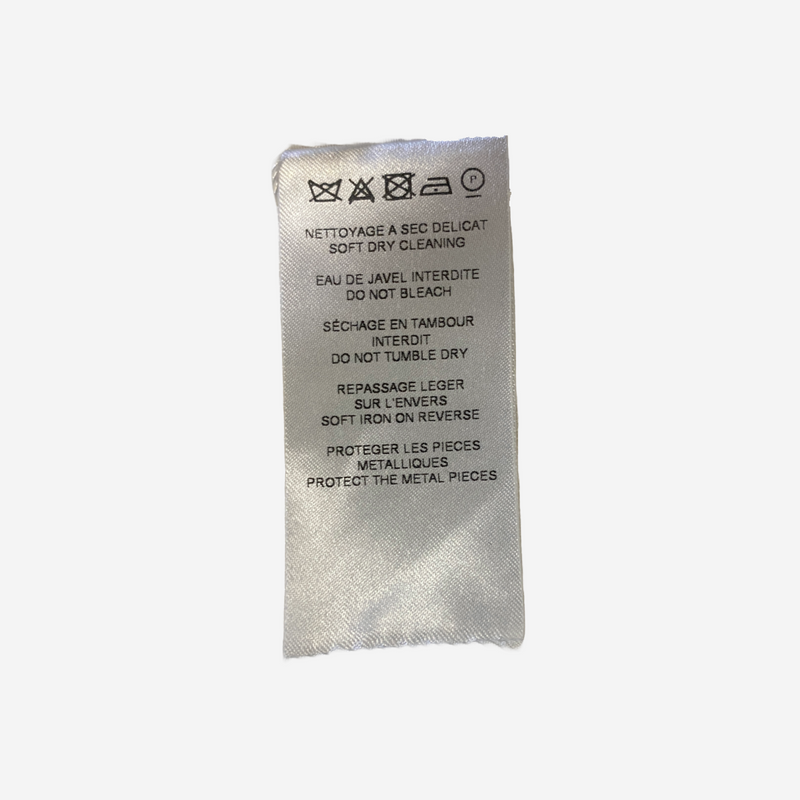 P
NETTOYAGE A SEC DELICAT
SOFT DRY CLEANING
EAU DE JAVEL INTERDITE
DO NOT BLEACH
SÉCHAGE EN TAMBOUR
INTERDIT
DO NOT TUMBLE DRY
REPASSAGE LEGER
SUR L'ENVERS
SOFT IRON ON REVERSE
PROTEGER LES PIECES
METALLIQUES
PROTECT THE METAL PIECES